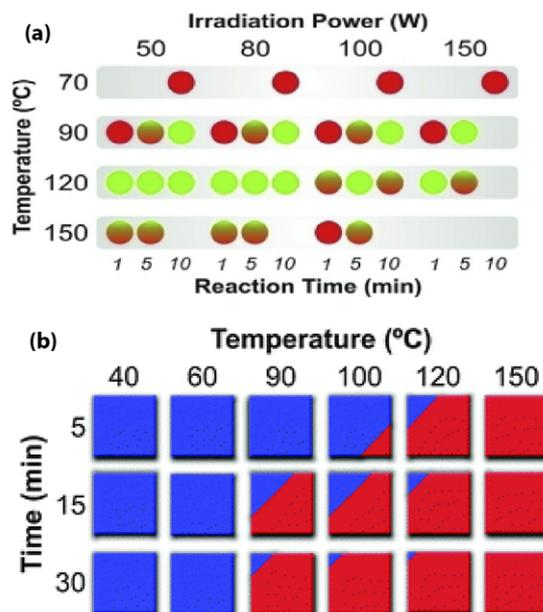 (a)
Irradiation Power (W)
50 80 100 150
Temperature (ºC)
70
90
120
150
1 5 10 1 5 10 1 5 10 1 5 10
Reaction Time (min)
(b)
Temperature (ºC)
40 60 90 100 120 150
Time (min)
5
15
30